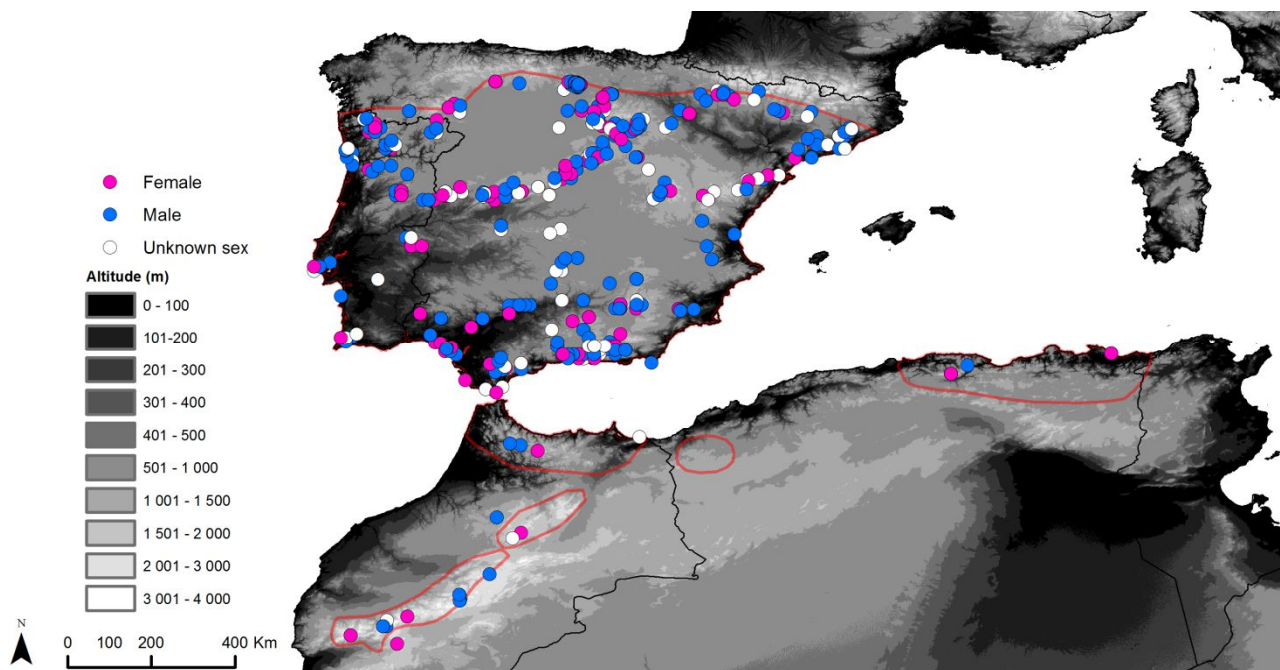 Female
Male
Unknown sex
Altitude (m)
0 - 100
101-200
201 - 300
301 - 400
401 - 500
501 - 1 000
1 001 - 1 500
1 501 - 2 000
2 001 - 3 000
3 001 - 4 000
N
0 100 200 400 Km